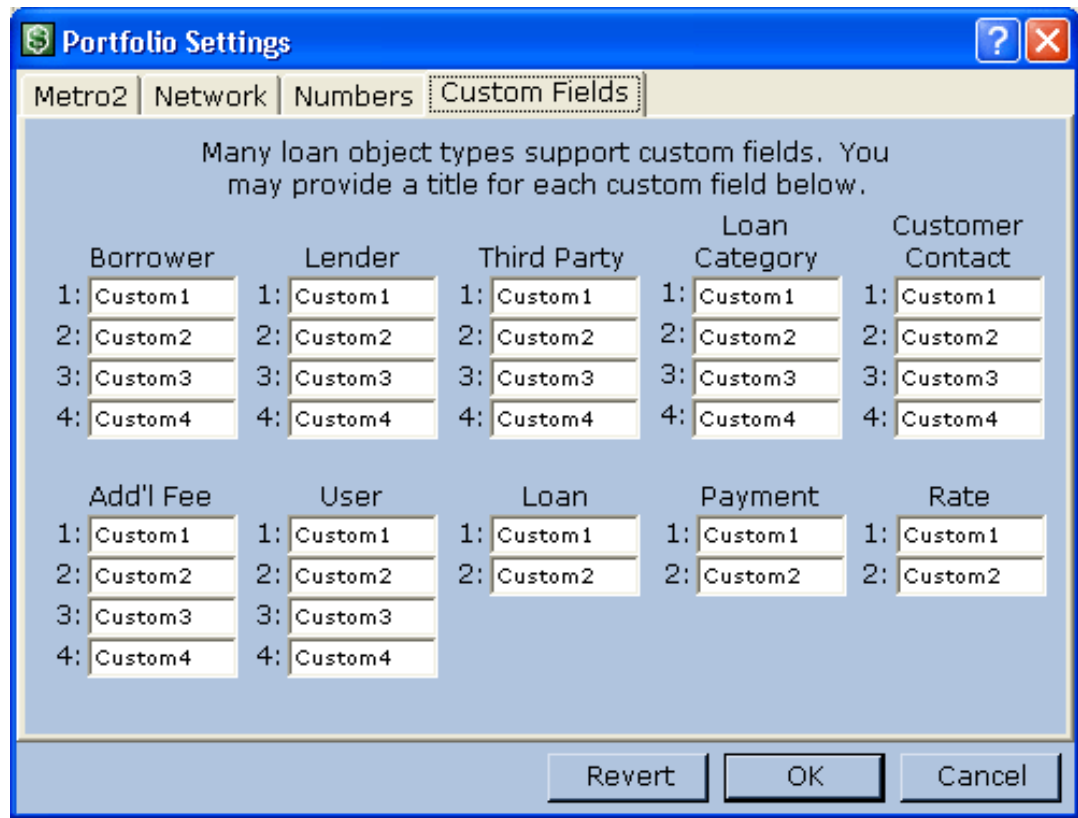 Portfolio Settings
Metro2 Network Numbers Custom Fields
Many loan object types support custom fields. You
may provide a title for each custom field below.
Borrower Lender Third Party Loan Category Customer Contact
1: Custom1 1: Custom1 1: Custom1 1: Custom1 1: Custom1
2: Custom2 2: Custom2 2: Custom2 2: Custom2 2: Custom2
3: Custom3 3: Custom3 3: Custom3 3: Custom3 3: Custom3
4: Custom4 4: Custom4 4: Custom4 4: Custom4 4: Custom4
Add'l Fee User Loan Payment Rate
1: Custom1 1: Custom1 1: Custom1 1: Custom1 1: Custom1
2: Custom2 2: Custom2 2: Custom2 2: Custom2 2: Custom2
3: Custom3 3: Custom3
4: Custom4 4: Custom4
Revert OK Cancel